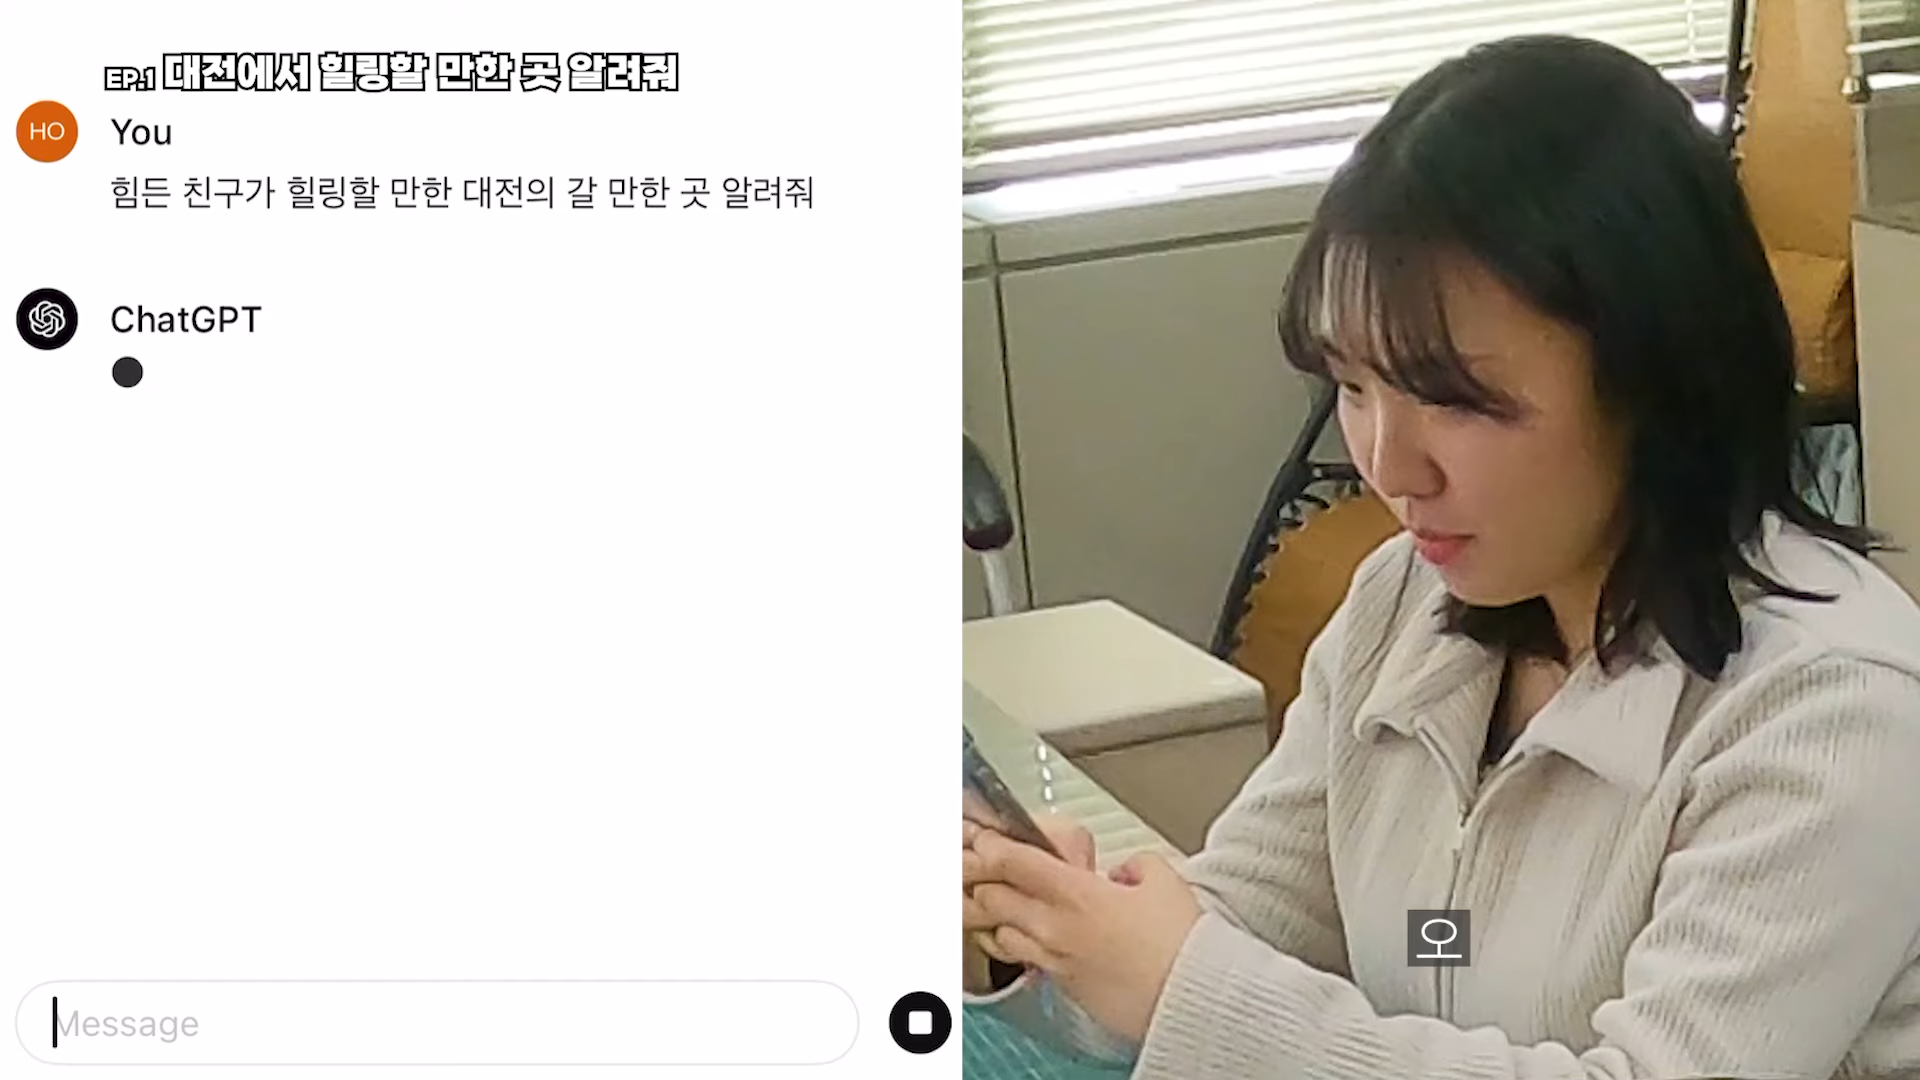 EP.1 대전에서 힐링할 만한 곳 알려줘
HO
You
힘든 친구가 힐링할 만한 대전의 갈 만한 곳 알려줘
ChatGPT
Message
오